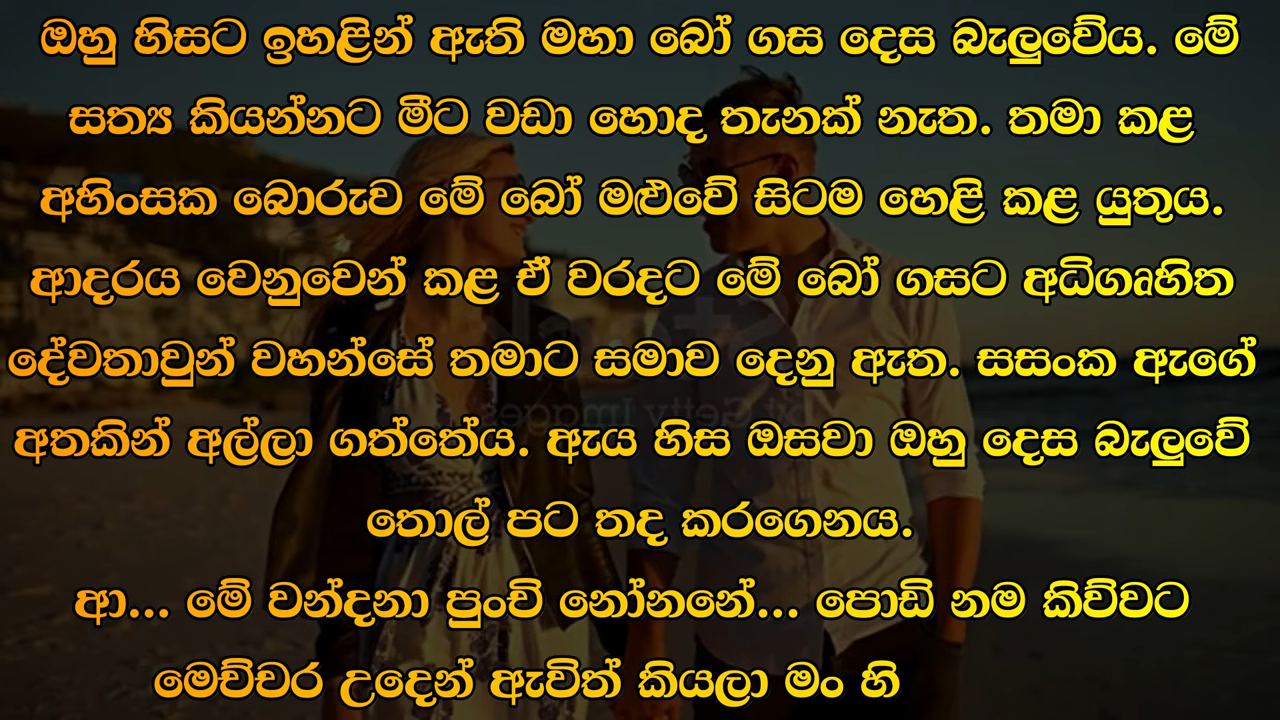 ඔහු හිසට ඉහළින් ඇති මහා බෝ ගස දෙස බැලුවේය. මේ
සත්‍ය කියන්නට මීට වඩා හොද තැනක් නැත. තමා කළ
අහිංසක බොරුව මේ බෝ මළුවේ සිටම හෙළි කළ යුතුය.
ආදරය වෙනුවෙන් කළ ඒ වරදට මේ බෝ ගසට අධිගෘහිත
දේවතාවුන් වහන්සේ තමාට සමාව දෙනු ඇත. සසංක ඇගේ
අතකින් අල්ලා ගත්තේය. ඇය හිස ඔසවා ඔහු දෙස බැලුවේ
තොල් පට තද කරගෙනය.
ආ... මේ වන්දනා පුංචි නෝනනේ... පොඩි නම කිව්වට
මෙච්චර උදෙන් ඇවිත් කියලා මං හි